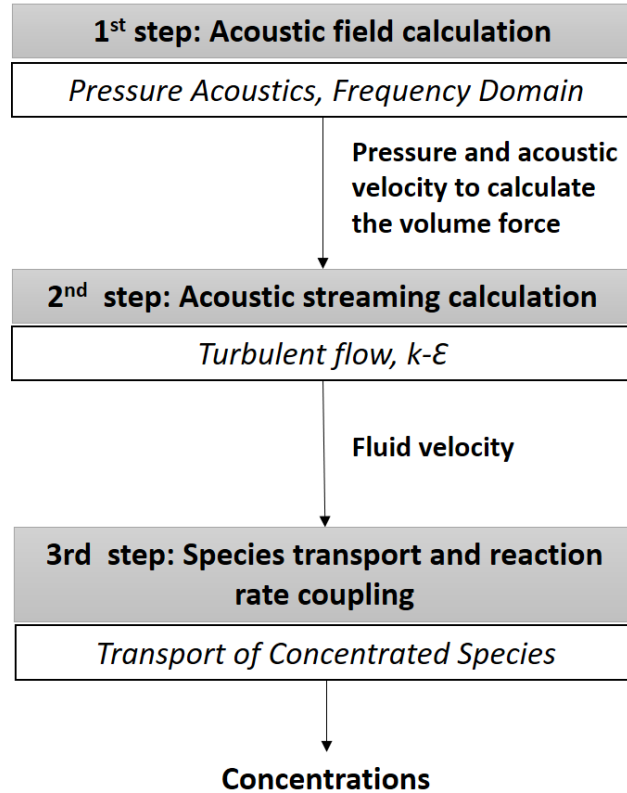 1st step: Acoustic field calculation
Pressure Acoustics, Frequency Domain
Pressure and acoustic
velocity to calculate
the volume force
2nd step: Acoustic streaming calculation
Turbulent flow, k-Ɛ
Fluid velocity
3rd step: Species transport and reaction
rate coupling
Transport of Concentrated Species
Concentrations